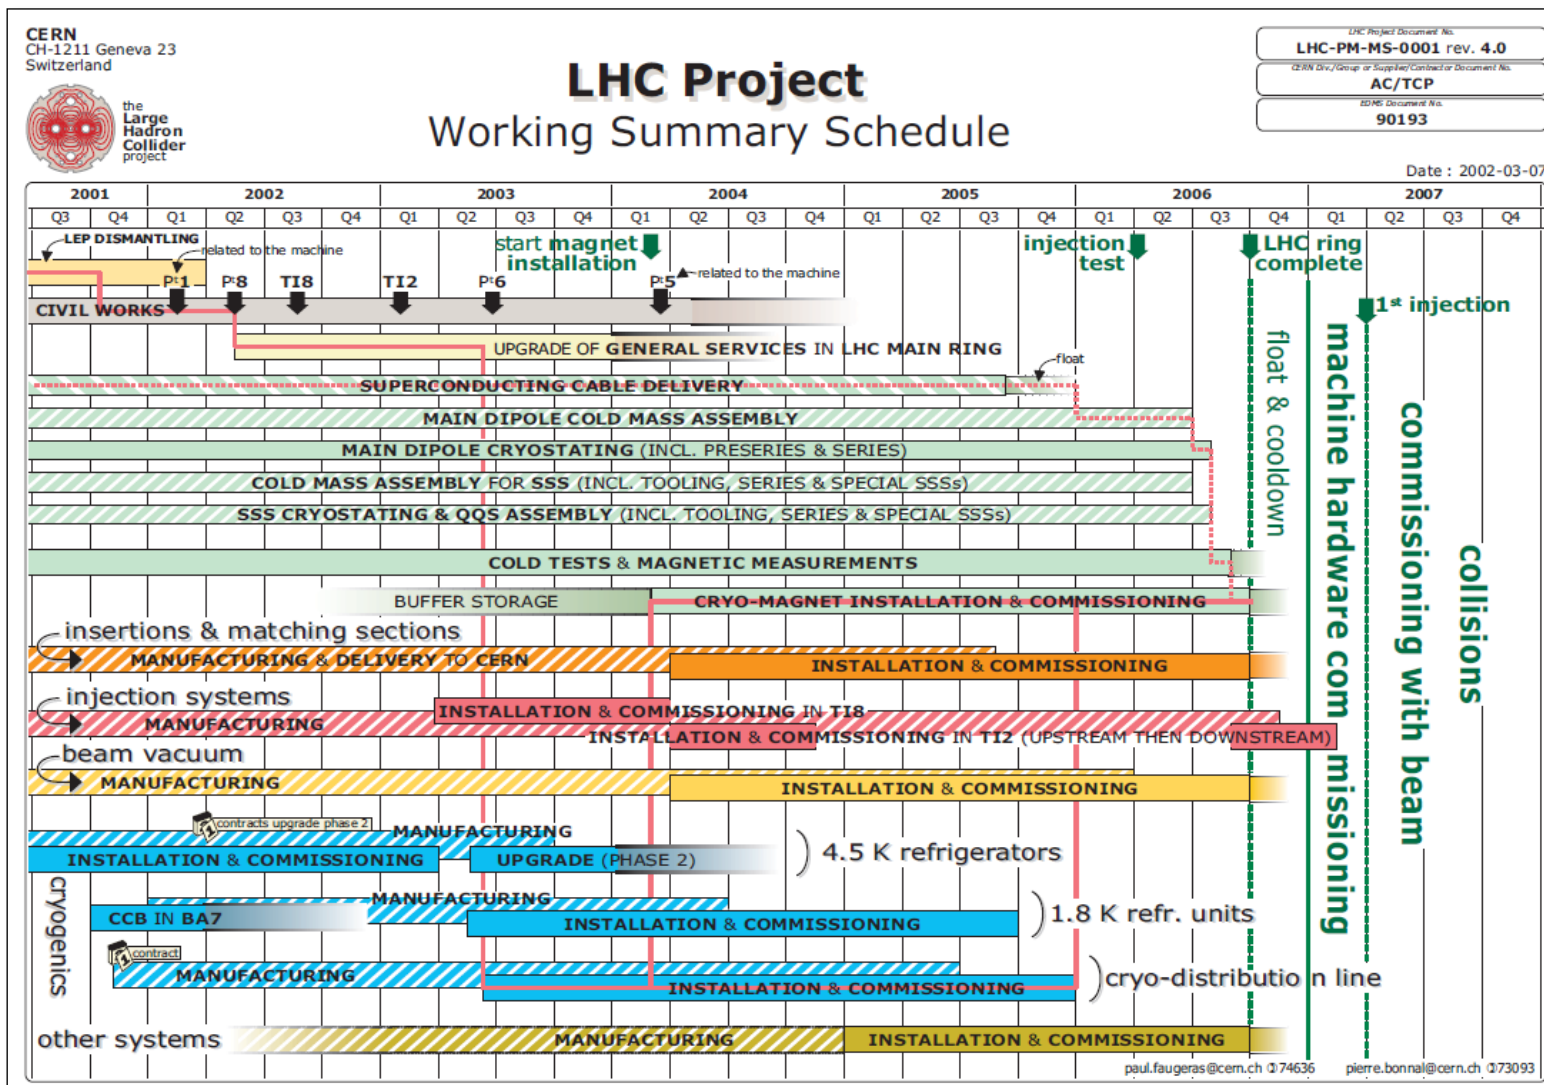 CERN
CH-1211 Geneva 23
Switzerland
the
Large
Hadron
Collider
project
LHC Project
Working Summary Schedule
LHC Project Document No.
LHC-PM-MS-0001 rev. 4.0
CERN Div./Group or Supplier/Contractor Document No.
AC/TCP
EDMS Document No.
90193
Date : 2002-03-07
2001 2002 2003 2004 2005 2006 2007
Q3 Q4 Q1 Q2 Q3 Q4 Q1 Q2 Q3 Q4 Q1 Q2 Q3 Q4 Q1 Q2 Q3 Q4 Q1 Q2 Q3 Q4 Q1 Q2 Q3 Q4
LEP DISMANTLING
related to the machine
start magnet
installation
injection
test
LHC ring
complete
Pt1 Pt8 TI8 TI2 Pt6 Pt5
related to the machine
CIVIL WORKS
1st injection
UPGRADE OF GENERAL SERVICES IN LHC MAIN RING
float
SUPERCONDUCTING CABLE DELIVERY
MAIN DIPOLE COLD MASS ASSEMBLY
MAIN DIPOLE CRYOSTATING (INCL. PRESERIES & SERIES)
COLD MASS ASSEMBLY FOR SSS (INCL. TOOLING, SERIES & SPECIAL SSSs)
SSS CRYOSTATING & QQS ASSEMBLY (INCL. TOOLING, SERIES & SPECIAL SSSs)
COLD TESTS & MAGNETIC MEASUREMENTS
BUFFER STORAGE
CRYO-MAGNET INSTALLATION & COMMISSIONING
float & cooldown
machine hardware com missioning
commissioning with beam
collisions
insertions & matching sections
MANUFACTURING & DELIVERY TO CERN
INSTALLATION & COMMISSIONING
injection systems
INSTALLATION & COMMISSIONING IN TI8
MANUFACTURING
INSTALLATION & COMMISSIONING IN TI2 (UPSTREAM THEN DOWNSTREAM)
beam vacuum
MANUFACTURING
INSTALLATION & COMMISSIONING
cryogenics
contracts upgrade phase 2
MANUFACTURING
INSTALLATION & COMMISSIONING
UPGRADE (PHASE 2)
4.5 K refrigerators
MANUFACTURING
CCB IN BA7
INSTALLATION & COMMISSIONING
1.8 K refr. units
contract
MANUFACTURING
INSTALLATION & COMMISSIONING
cryo-distributio n line
other systems
MANUFACTURING
INSTALLATION & COMMISSIONING
paul.faugeras@cern.ch ✆74636 pierre.bonnal@cern.ch ✆73093